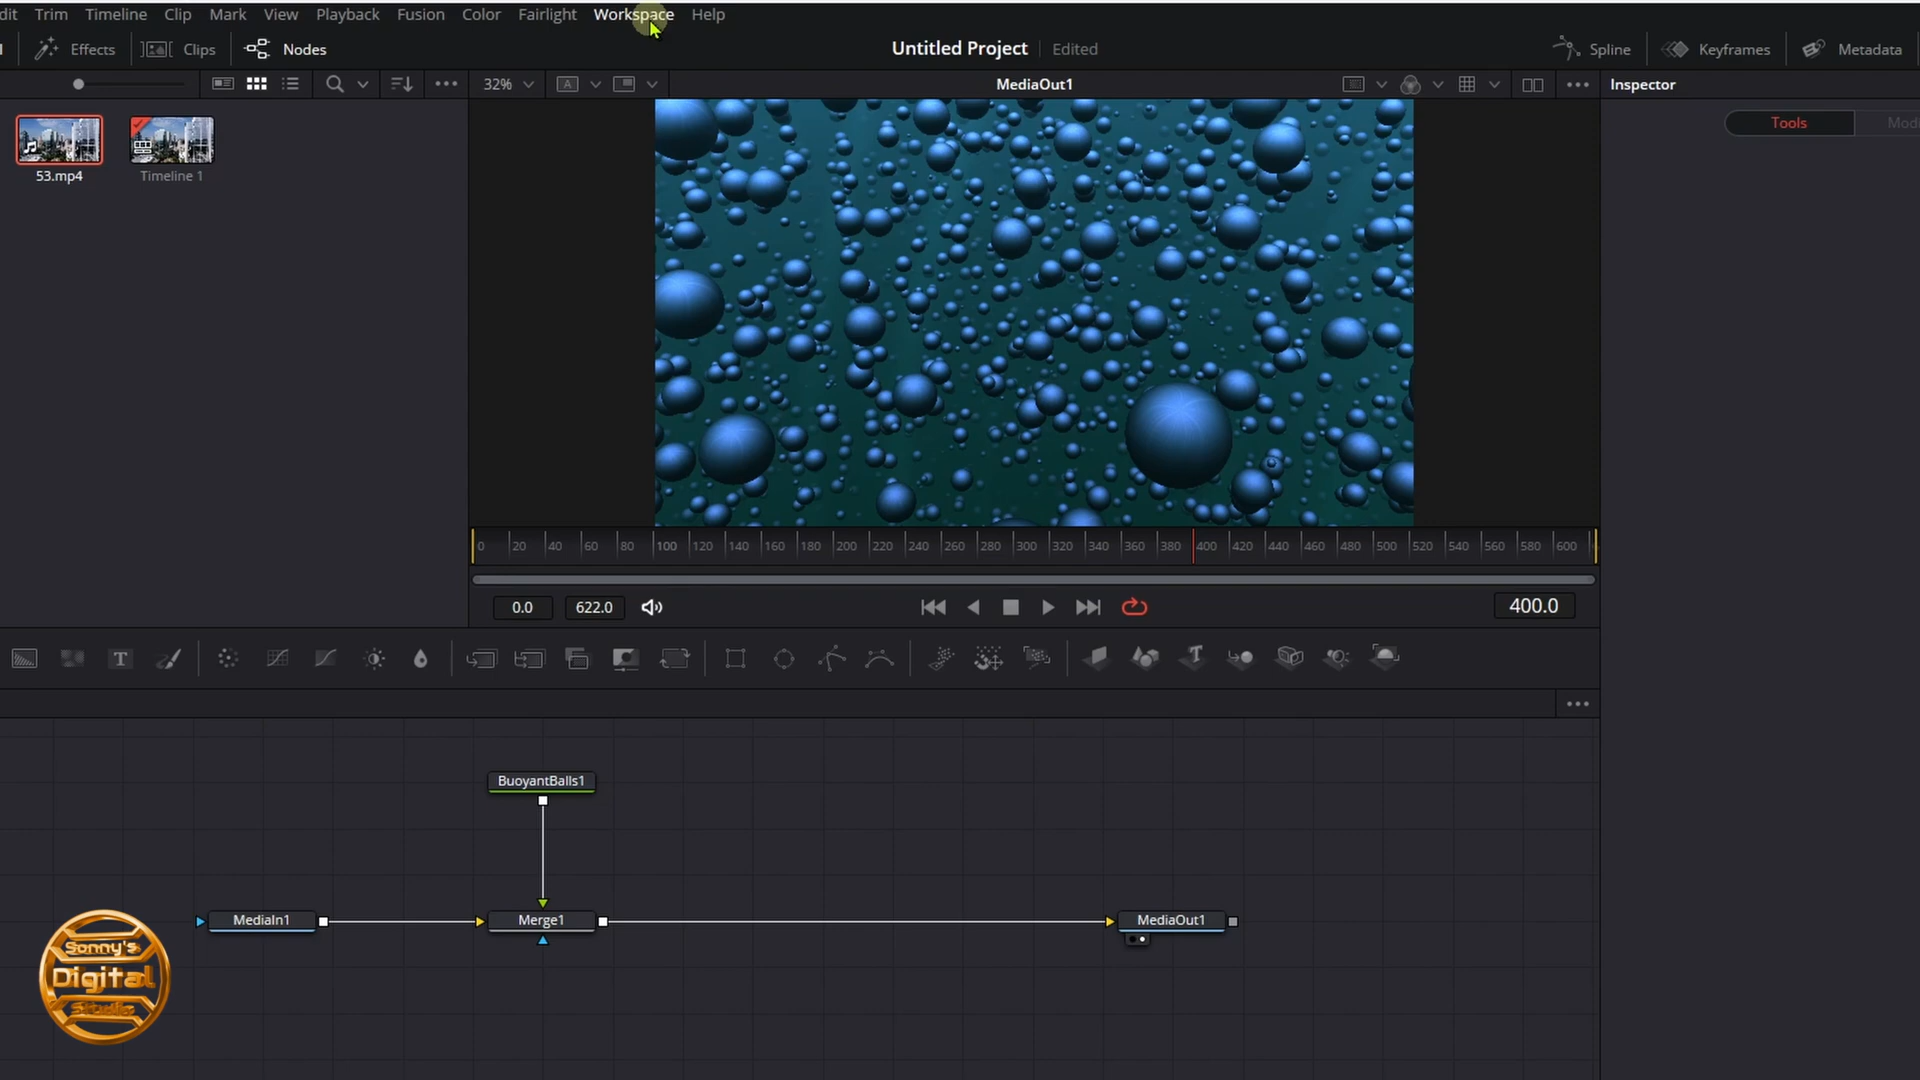 dit Trim Timeline Clip Mark View Playback Fusion Color Fairlight Workspace Help
Effects Clips Nodes Untitled Project Edited Spline Keyframes Metadata
32% A MediaOut1 Inspector
Tools Modi
53.mp4 Timeline 1
0 20 40 60 80 100 120 140 160 180 200 220 240 260 280 300 320 340 360 380 400 420 440 460 480 500 520 540 560 580 600
0.0 622.0 400.0
T T
BuoyantBalls1
MediaIn1 Merge1 MediaOut1
Sonny's
Digital
Studio